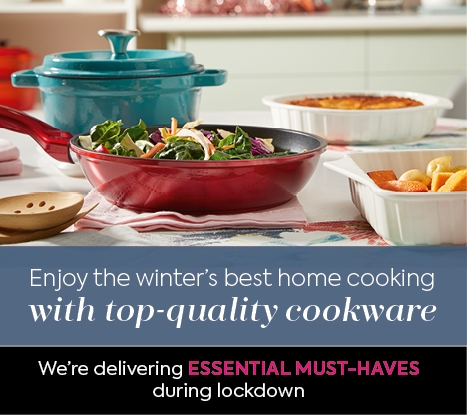 Enjoy the winter's best home cooking
with top-quality cookware
We're delivering ESSENTIAL MUST-HAVES
during lockdown